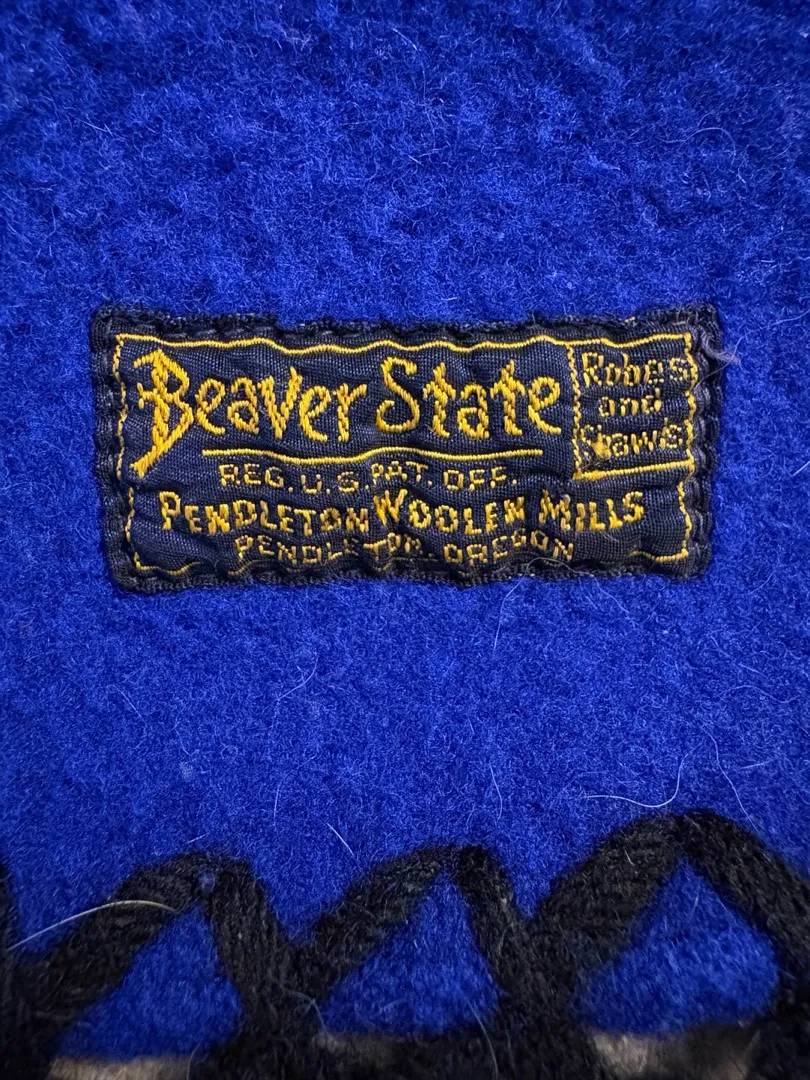 Beaver State
Robes
and
Shawls
REG. U.S. PAT. OFF.
PENDLETON WOOLEN MILLS
PENDLETON, OREGON